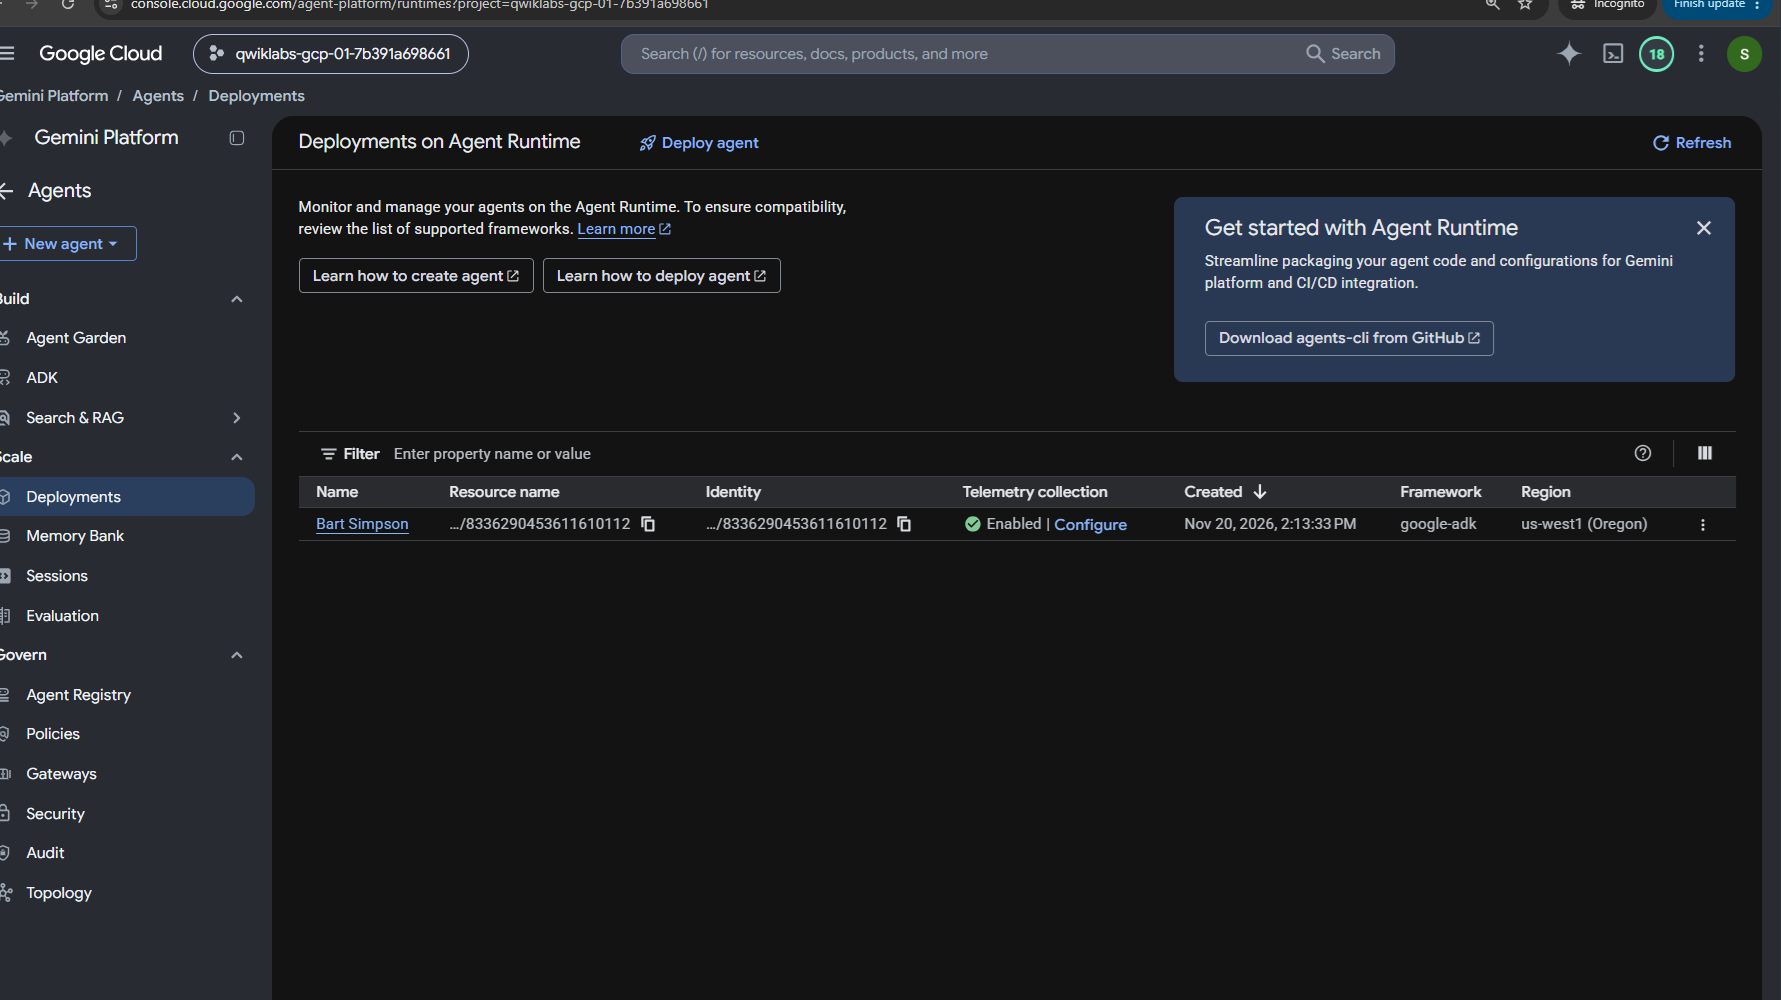 console.cloud.google.com/agent-platform/runtimes?project=qwiklabs-gcp-01-7b391a698661
Incognito
Finish update
Google Cloud
qwiklabs-gcp-01-7b391a698661
Search (/) for resources, docs, products, and more
Search
18
S
Gemini Platform / Agents / Deployments
Gemini Platform
Agents
+ New agent
Build
Agent Garden
ADK
Search & RAG
Scale
Deployments
Memory Bank
Sessions
Evaluation
Govern
Agent Registry
Policies
Gateways
Security
Audit
Topology
Deployments on Agent Runtime
Deploy agent
Refresh
Monitor and manage your agents on the Agent Runtime. To ensure compatibility,
review the list of supported frameworks. Learn more
Learn how to create agent
Learn how to deploy agent
Get started with Agent Runtime
Streamline packaging your agent code and configurations for Gemini
platform and CI/CD integration.
Download agents-cli from GitHub
Filter Enter property name or value
Name Resource name Identity Telemetry collection Created Framework Region
Bart Simpson .../8336290453611610112 .../8336290453611610112 Enabled | Configure Nov 20, 2026, 2:13:33 PM google-adk us-west1 (Oregon)